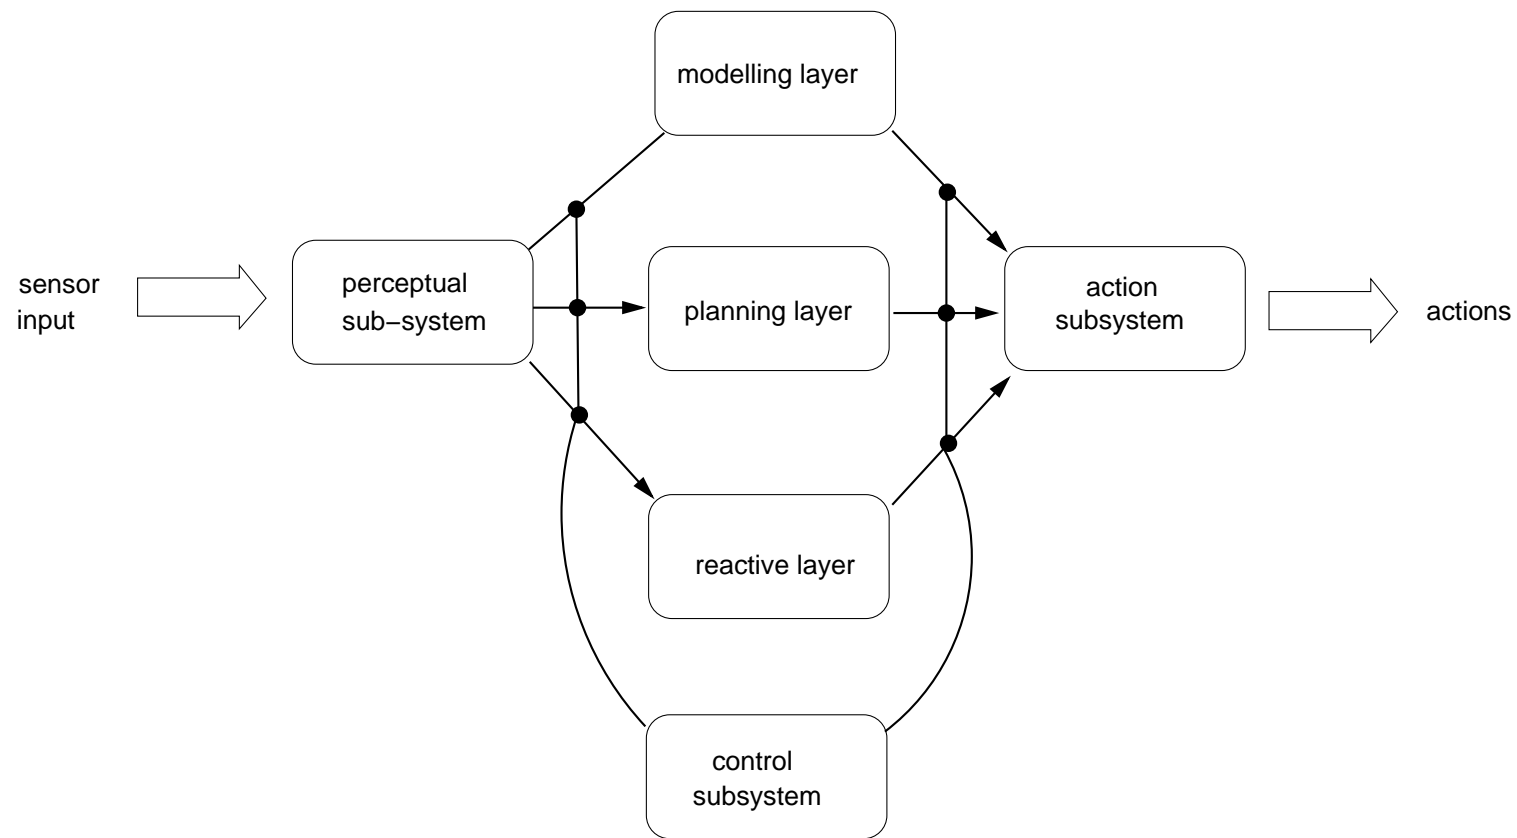 modelling layer
sensor
input
perceptual
sub−system
planning layer
action
subsystem
actions
reactive layer
control
subsystem